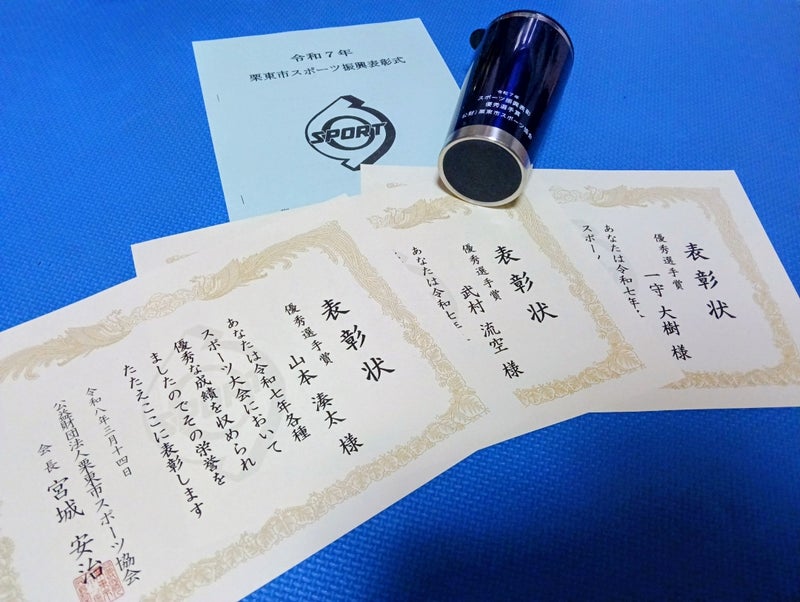 令和７年
栗東市スポーツ振興表彰式
SPORT
令和７年
スポーツ振興表彰
優秀選手賞
(公財)栗東市スポーツ協会
表彰状
優秀選手賞
山本 湊太 様
あなたは令和七年各種
スポーツ大会において
優秀な成績を収められ
ましたのでその栄誉を
たたえここに表彰します
令和八年三月十四日
公益財団法人栗東市スポーツ協会
会長 宮城 安治
表彰状
優秀選手賞
武村 流空 様
あなたは令和七
表彰状
優秀選手賞
一守 大樹 様
あなたは令和七年
スポー